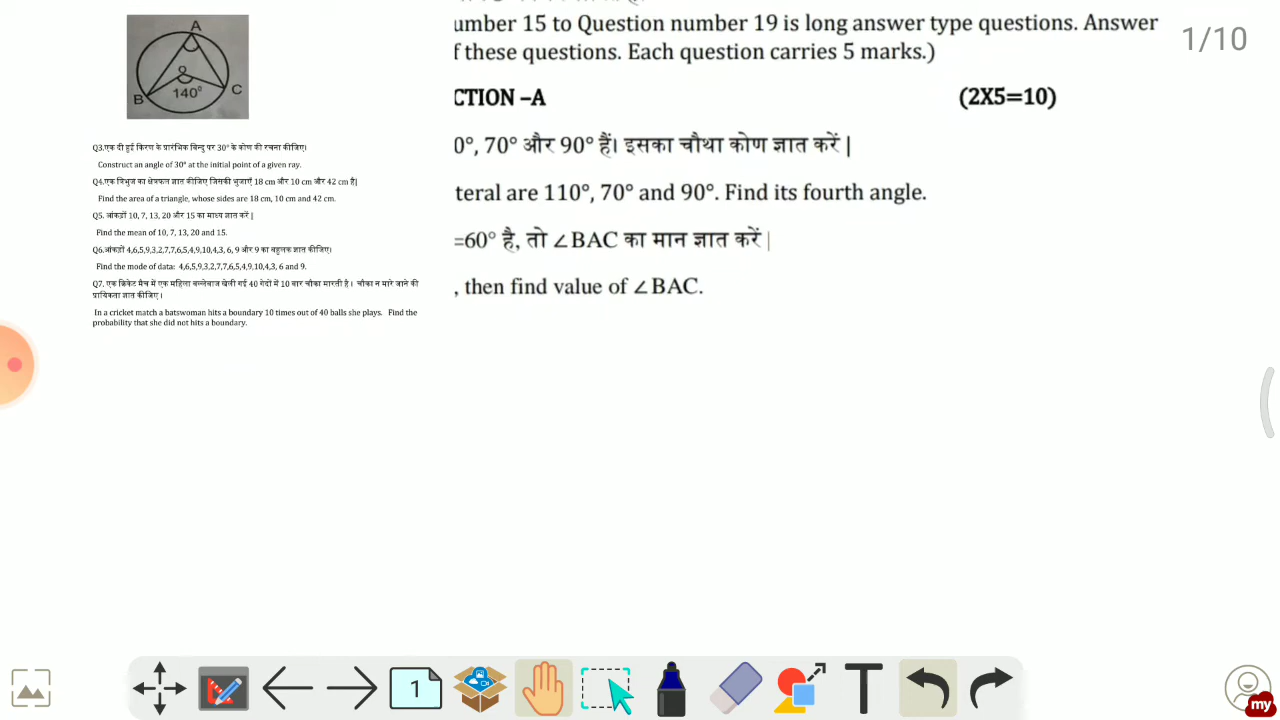 umber 15 to Question number 19 is long answer type questions. Answer
f these questions. Each question carries 5 marks.)
1/10
CTION –A (2X5=10)
0°, 70° और 90° हैं। इसका चौथा कोण ज्ञात करें |
teral are 110°, 70° and 90°. Find its fourth angle.
=60° है, तो ∠BAC का मान ज्ञात करें |
, then find value of ∠BAC.
A
O
B 140° C
Q3.एक दी हुई किरण के प्रारंभिक बिन्दु पर 30° के कोण की रचना कीजिए।
Construct an angle of 30° at the initial point of a given ray.
Q4.एक त्रिभुज का क्षेत्रफल ज्ञात कीजिए जिसकी भुजाएँ 18 cm और 10 cm और 42 cm है|
Find the area of a triangle, whose sides are 18 cm, 10 cm and 42 cm.
Q5. आंकड़ों 10, 7, 13, 20 और 15 का माध्य ज्ञात करें |
Find the mean of 10, 7, 13, 20 and 15.
Q6.आंकड़ों 4,6,5,9,3,2,7,7,6,5,4,9,10,4,3, 6, 9 और 9 का बहुलक ज्ञात कीजिए।
Find the mode of data: 4,6,5,9,3,2,7,7,6,5,4,9,10,4,3, 6 and 9.
Q7. एक क्रिकेट मैच में एक महिला बल्लेबाज खेली गई 40 गेदों में 10 बार चौका मारती है। चौका न मारे जाने की
प्रायिकता ज्ञात कीजिए।
In a cricket match a batswoman hits a boundary 10 times out of 40 balls she plays. Find the
probability that she did not hits a boundary.
1
T
my